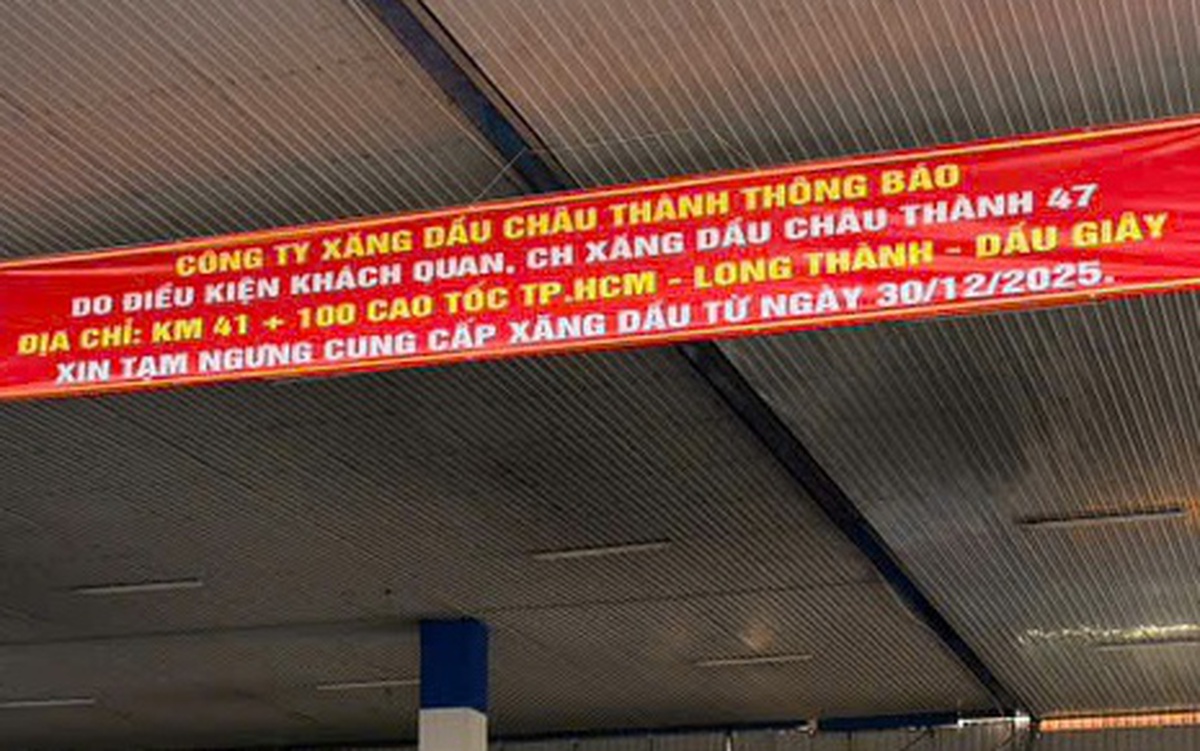 CÔNG TY XĂNG DẦU CHÂU THÀNH THÔNG BÁO
DO ĐIỀU KIỆN KHÁCH QUAN. CH XĂNG DẦU CHÂU THÀNH 47
ĐỊA CHỈ: KM 41 + 100 CAO TỐC TP.HCM - LONG THÀNH - DẦU GIÂY
XIN TẠM NGƯNG CUNG CẤP XĂNG DẦU TỪ NGÀY 30/12/2025.